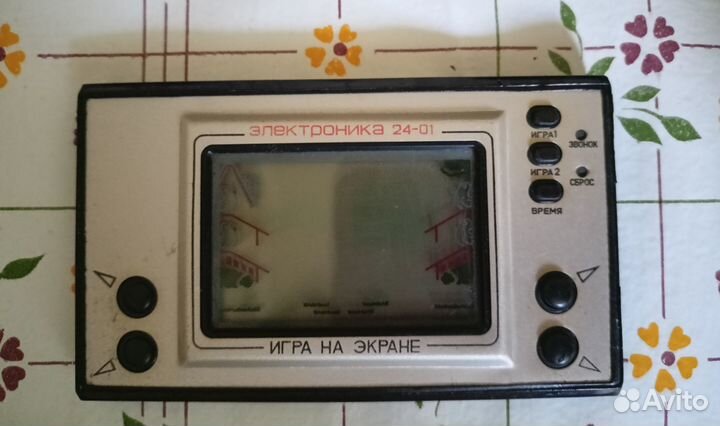 электроника 24-01
ИГРА 1
ЗВОНОК
ИГРА 2
СБРОС
ВРЕМЯ
ИГРА НА ЭКРАНЕ
Avito